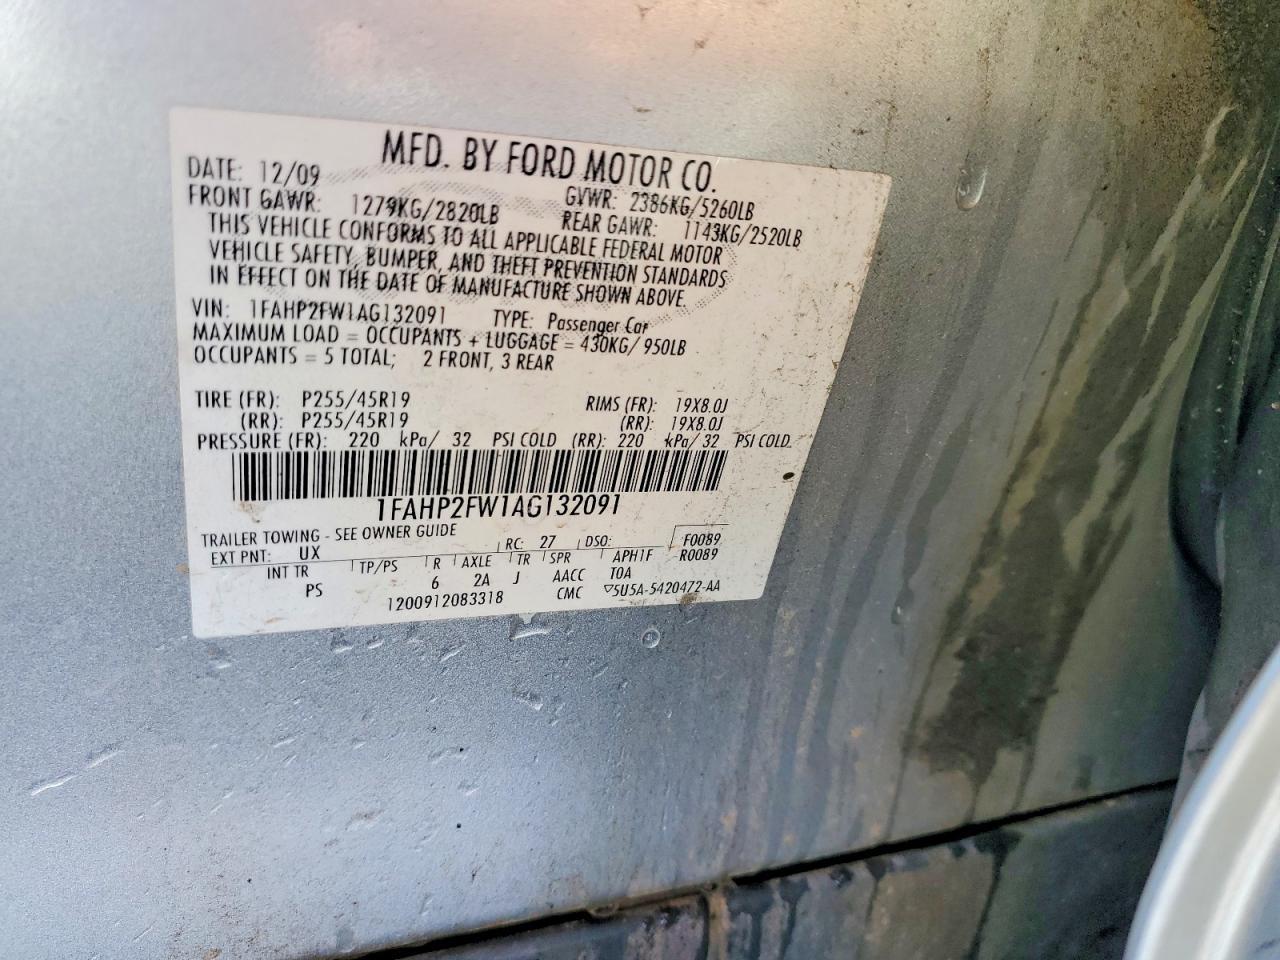 MFD. BY FORD MOTOR CO.
DATE: 12/09 GVWR: 2386KG/5260LB
FRONT GAWR: 1279KG/2820LB REAR GAWR: 1143KG/2520LB
THIS VEHICLE CONFORMS TO ALL APPLICABLE FEDERAL MOTOR
VEHICLE SAFETY, BUMPER, AND THEFT PREVENTION STANDARDS
IN EFFECT ON THE DATE OF MANUFACTURE SHOWN ABOVE.
VIN: 1FAHP2FW1AG132091 TYPE: Passenger Car
MAXIMUM LOAD = OCCUPANTS + LUGGAGE = 430KG/ 950LB
OCCUPANTS = 5 TOTAL; 2 FRONT, 3 REAR
TIRE (FR): P255/45R19 RIMS (FR): 19X8.0J
(RR): P255/45R19 (RR): 19X8.0J
PRESSURE (FR): 220 kPa/ 32 PSI COLD (RR): 220 kPa/ 32 PSI COLD
1FAHP2FW1AG132091
TRAILER TOWING - SEE OWNER GUIDE
EXT PNT: UX RC: 27 DSO: F0089
R0089
INT TR TP/PS R AXLE TR SPR APH1F
PS 6 2A J AACC T0A
1200912083318 CMC ▽5U5A-5420472-AA